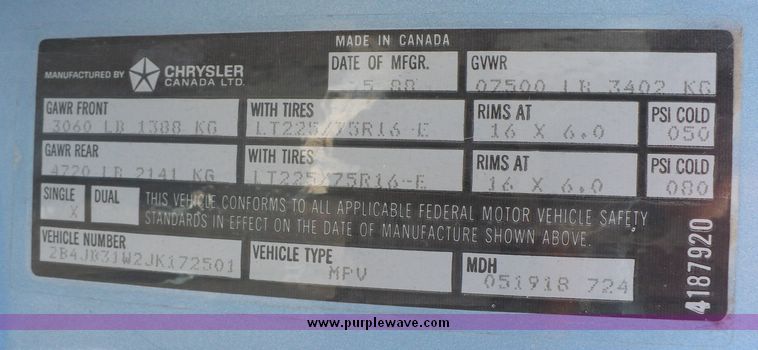 MADE IN CANADA
MANUFACTURED BY CHRYSLER CANADA LTD.
DATE OF MFGR. 5 88
GVWR 07500 LB 3402 KG
GAWR FRONT 3060 LB 1388 KG
WITH TIRES LT225/75R16-E
RIMS AT 16 X 6.0
PSI COLD 050
GAWR REAR 4720 LB 2141 KG
WITH TIRES LT225/75R16-E
RIMS AT 16 X 6.0
PSI COLD 080
SINGLE X DUAL
THIS VEHICLE CONFORMS TO ALL APPLICABLE FEDERAL MOTOR VEHICLE SAFETY
STANDARDS IN EFFECT ON THE DATE OF MANUFACTURE SHOWN ABOVE.
VEHICLE NUMBER 2B4JB31W2JK172501
VEHICLE TYPE MPV
MDH 051918 724
4187920
www.purplewave.com